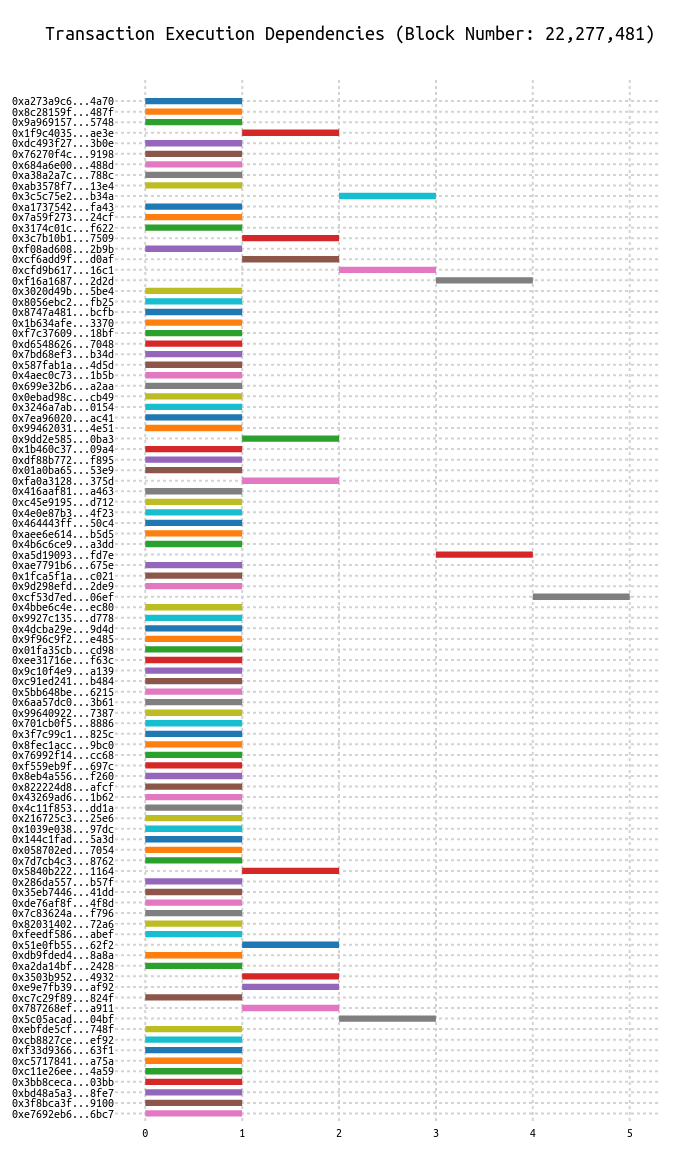 Transaction Execution Dependencies (Block Number: 22,277,481)
0xa273a9c6...4a70
0x8c28159f...487f
0x9a969157...5748
0x1f9c4035...ae3e
0xdc493f27...3b0e
0x76270f4c...9198
0x684a6e00...488d
0xa38a2a7c...788c
0xab3578f7...13e4
0x3c5c75e2...b34a
0xa1737542...fa43
0x7a59f273...24cf
0x3174c01c...f622
0x3c7b10b1...7509
0xf08ad608...2b9b
0xcf6add9f...d0af
0xcfd9b617...16c1
0xf16a1687...2d2d
0x3020d49b...5be4
0x8056ebc2...fb25
0x8747a481...bcfb
0x1b634afe...3370
0xf7c37609...18bf
0xd6548626...7048
0x7bd68ef3...b34d
0x587fab1a...4d5d
0x4aec0c73...1b5b
0x699e32b6...a2aa
0x0ebad98c...cb49
0x3246a7ab...0154
0x7ea96020...ac41
0x99462031...4e51
0x9dd2e585...0ba3
0x1b460c37...09a4
0xdf88b772...f895
0x01a0ba65...53e9
0xfa0a3128...375d
0x416aaf81...a463
0xc45e9195...d712
0x4e0e87b3...4f23
0x464443ff...50c4
0xaee6e614...b5d5
0x4b6c6ce9...a3dd
0xa5d19093...fd7e
0xae7791b6...675e
0x1fca5f1a...c021
0x9d298efd...2de9
0xcf53d7ed...06ef
0x4bbe6c4e...ec80
0x9927c135...d778
0x4dcba29e...9d4d
0x9f96c9f2...e485
0x01fa35cb...cd98
0xee31716e...f63c
0x9c10f4e9...a139
0xc91ed241...b484
0x5bb648be...6215
0x6aa57dc0...3b61
0x99640922...7387
0x701cb0f5...8886
0x3f7c99c1...825c
0x8fec1acc...9bc0
0x76992f14...cc68
0xf559eb9f...697c
0x8eb4a556...f260
0x822224d8...afcf
0x43269ad6...1b62
0x4c11f853...dd1a
0x216725c3...25e6
0x1039e038...97dc
0x144c1fad...5a3d
0x058702ed...7054
0x7d7cb4c3...8762
0x5840b222...1164
0x286da557...b57f
0x35eb7446...41dd
0xde76af8f...4f8d
0x7c83624a...f796
0x82031402...72a6
0xfeedf586...abef
0x51e0fb55...62f2
0xdb9fded4...8a8a
0xa2da14bf...2428
0x3503b952...4932
0xe9e7fb39...af92
0xc7c29f89...824f
0x787268ef...a911
0x5c05acad...04bf
0xebfde5cf...748f
0xcb8827ce...ef92
0xf33d9366...63f1
0xc5717841...a75a
0xc11e26ee...4a59
0x3bb8ceca...03bb
0xbd48a5a3...8fe7
0x3f8bca3f...9100
0xe7692eb6...6bc7
0 1 2 3 4 5